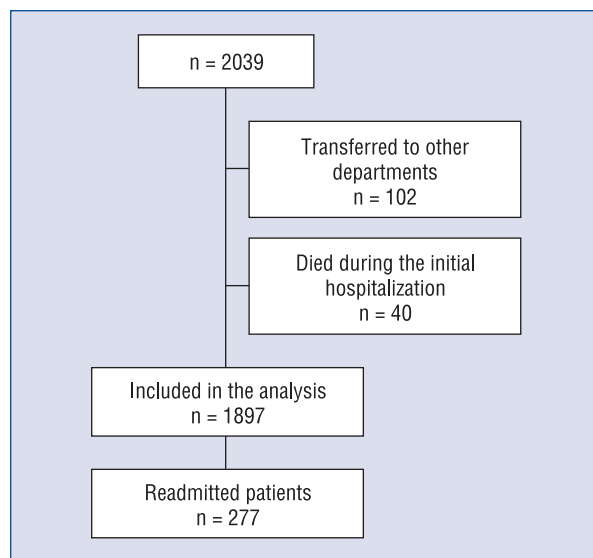 n = 2039
Transferred to other
departments
n = 102
Died during the initial
hospitalization
n = 40
Included in the analysis
n = 1897
Readmitted patients
n = 277